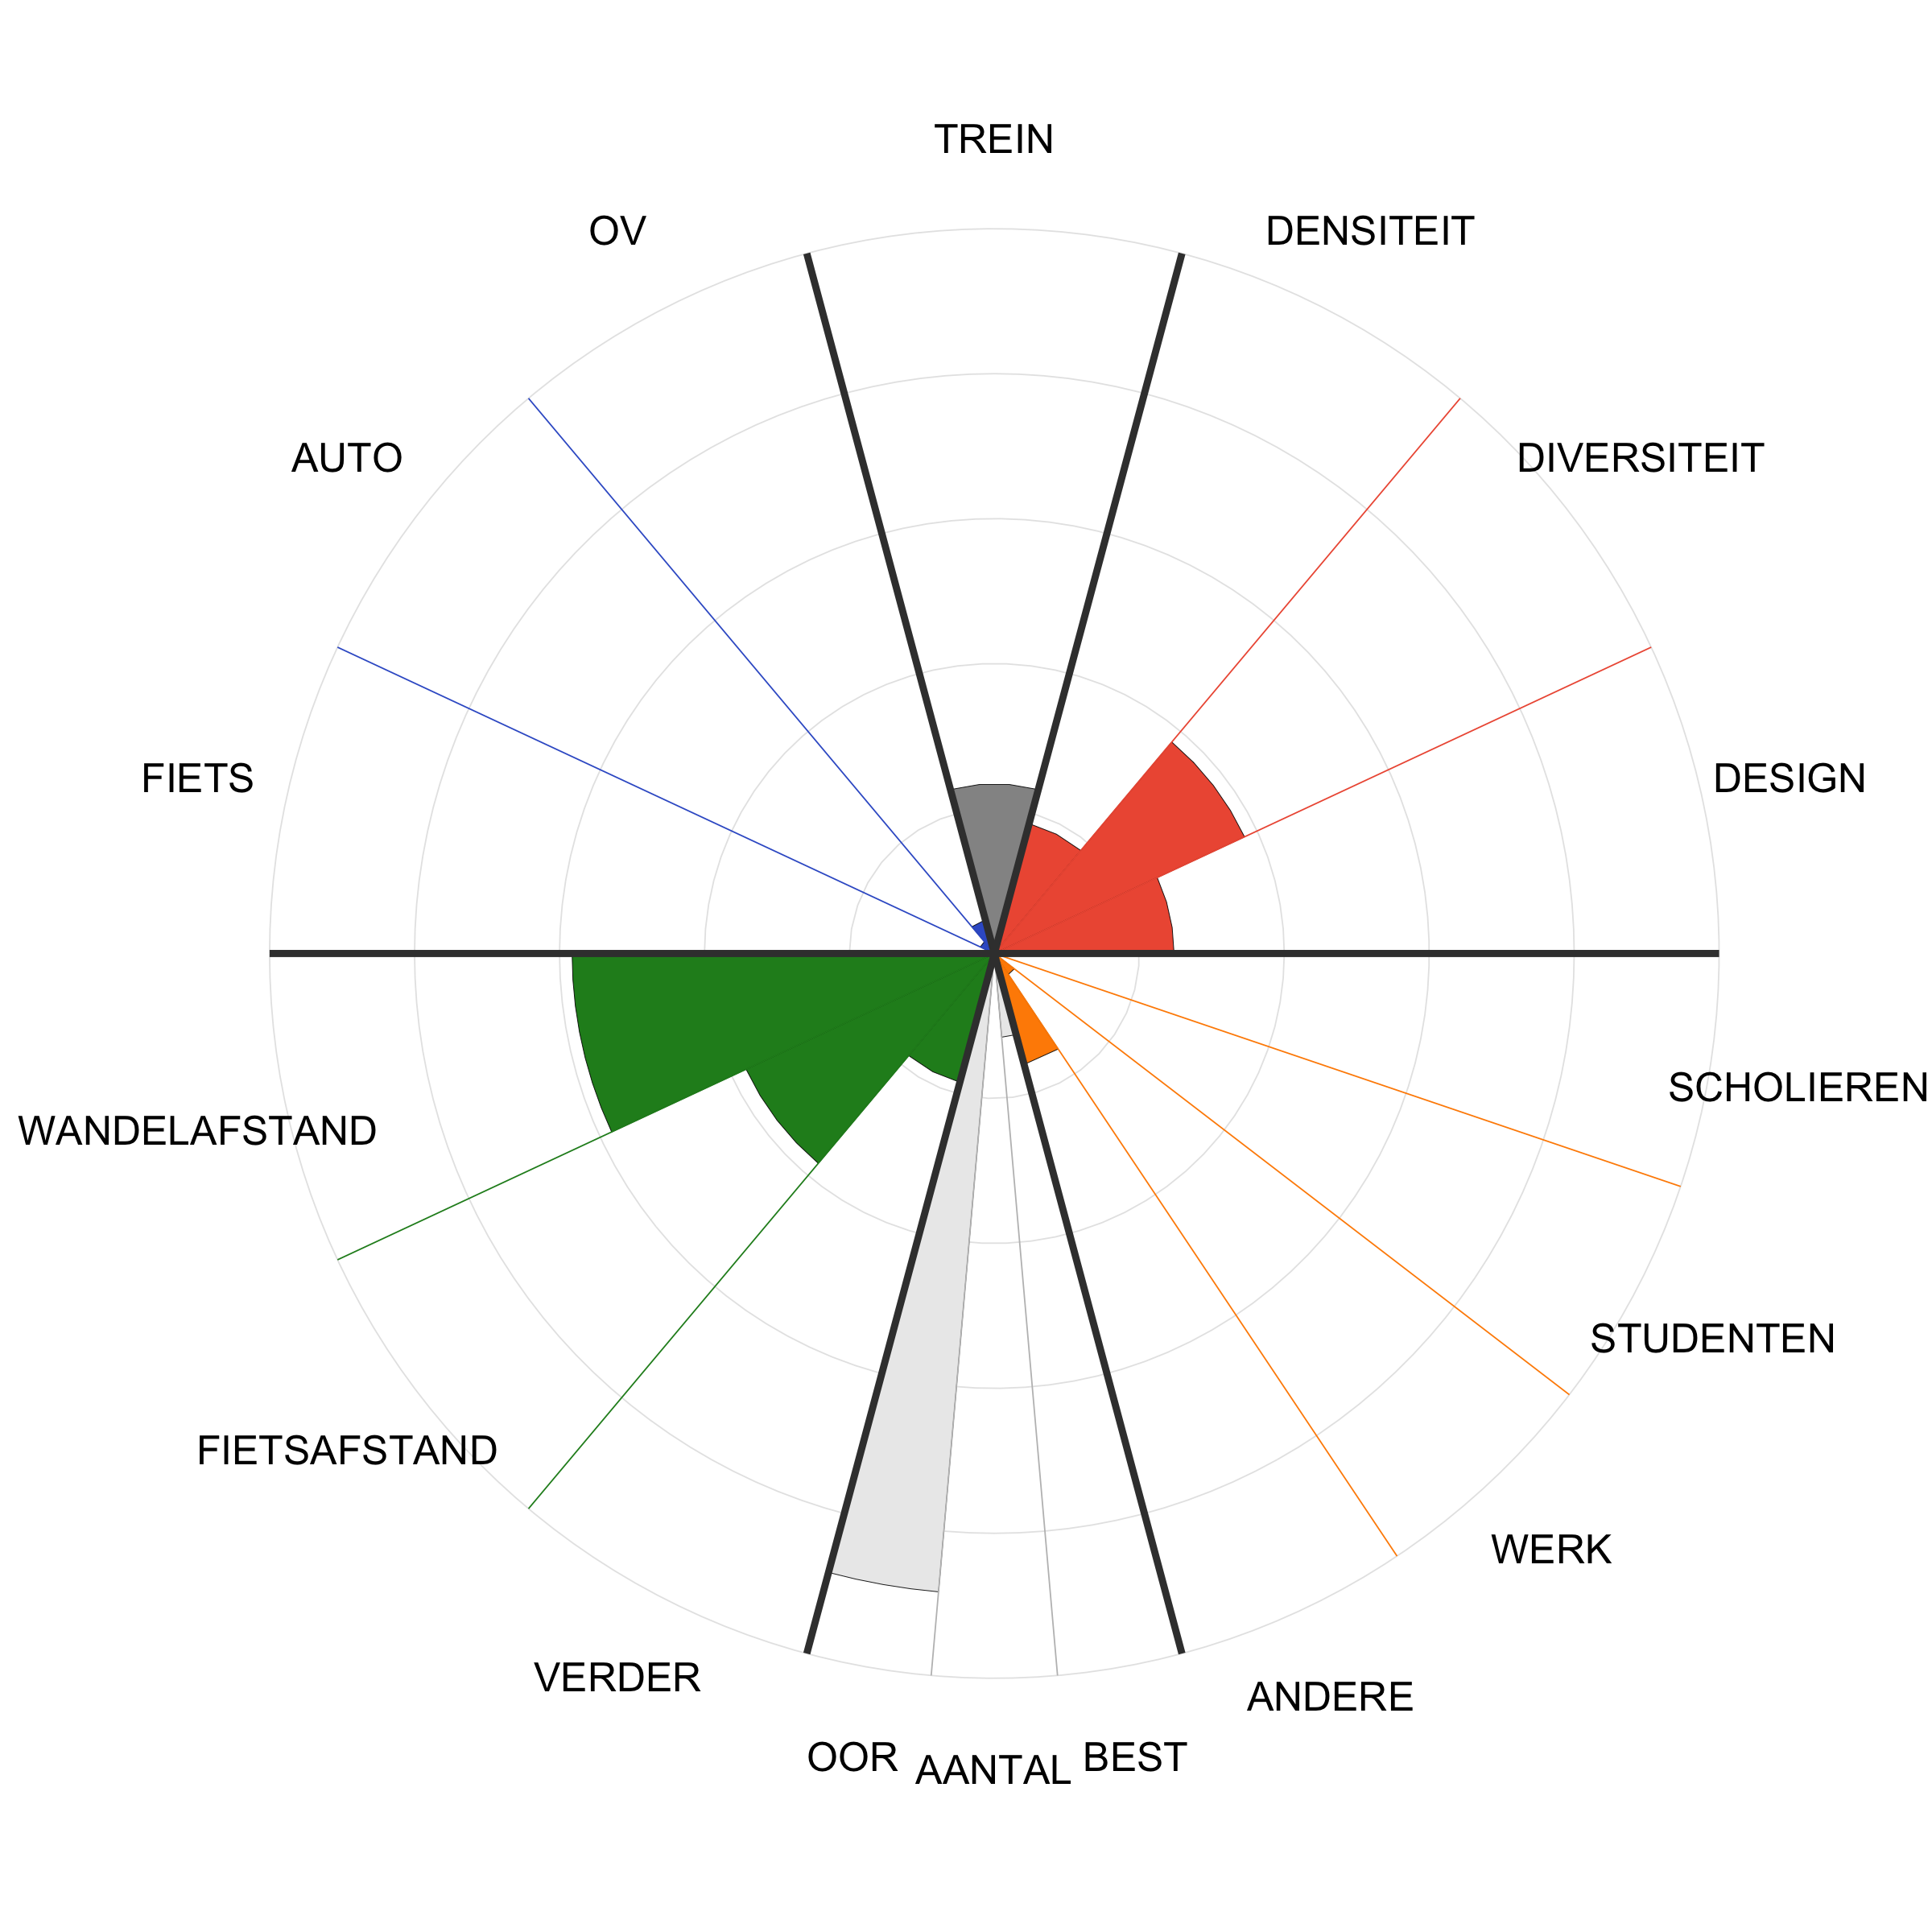 TREIN
OV
DENSITEIT
AUTO
DIVERSITEIT
FIETS
DESIGN
SCHOLIEREN
WANDELAFSTAND
STUDENTEN
FIETSAFSTAND
WERK
VERDER
ANDERE
OOR
AANTAL
BEST